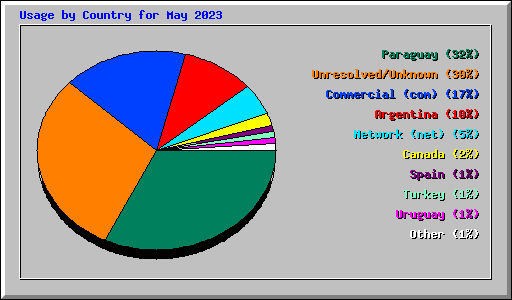 Usage by Country for May 2023
Paraguay (32%)
Unresolved/Unknown (30%)
Commercial (com) (17%)
Argentina (10%)
Network (net) (5%)
Canada (2%)
Spain (1%)
Turkey (1%)
Uruguay (1%)
Other (1%)